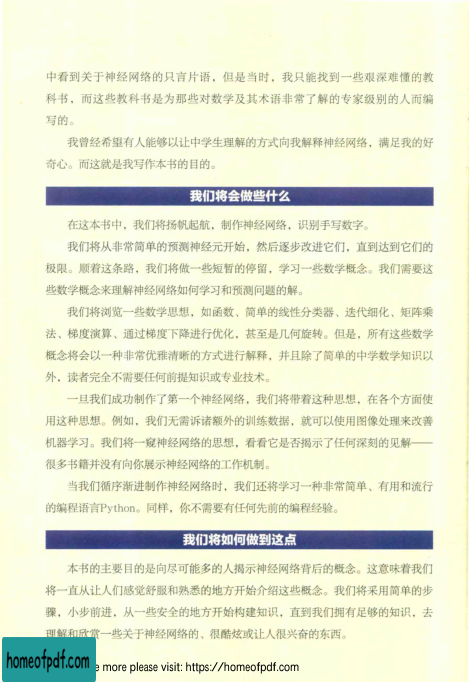 中看到关于神经网络的只言片语，但是当时，我只能找到一些艰深难懂的教
科书，而这些教科书是为那些对数学及其术语非常了解的专家级别的人而编
写的。
我曾经希望有人能够以让中学生理解的方式向我解释神经网络，满足我的好
奇心。而这就是我写作本书的目的。
我们将会做些什么
在这本书中，我们将扬帆起航，制作神经网络，识别手写数字。
我们将从非常简单的预测神经元开始，然后逐步改进它们，直到达到它们的
极限。顺着这条路，我们将做一些短暂的停留，学习一些数学概念。我们需要这
些数学概念来理解神经网络如何学习和预测问题的解。
我们将浏览一些数学思想，如函数、简单的线性分类器、迭代细化、矩阵乘
法、梯度演算、通过梯度下降进行优化，甚至是几何旋转。但是，所有这些数学
概念将会以一种非常优雅清晰的方式进行解释，并且除了简单的中学数学知识以
外，读者完全不需要任何前提知识或专业技术。
一旦我们成功制作了第一个神经网络，我们将带着这种思想，在各个方面使
用这种思想。例如，我们无需诉诸额外的训练数据，就可以使用图像处理来改善
机器学习。我们将一窥神经网络的思想，看看它是否揭示了任何深刻的见解——
很多书籍并没有向你展示神经网络的工作机制。
当我们循序渐进制作神经网络时，我们还将学习一种非常简单、有用和流行
的编程语言Python。同样，你不需要有任何先前的编程经验。
我们将如何做到这点
本书的主要目的是向尽可能多的人揭示神经网络背后的概念。这意味着我们
将一直从让人们感觉舒服和熟悉的地方开始介绍这些概念。我们将采用简单的步
骤，小步前进，从一些安全的地方开始构建知识，直到我们拥有足够的知识，去
理解和欣赏一些关于神经网络的、很酷炫或让人很兴奋的东西。
homeofpdf.com
e more please visit: https://homeofpdf.com